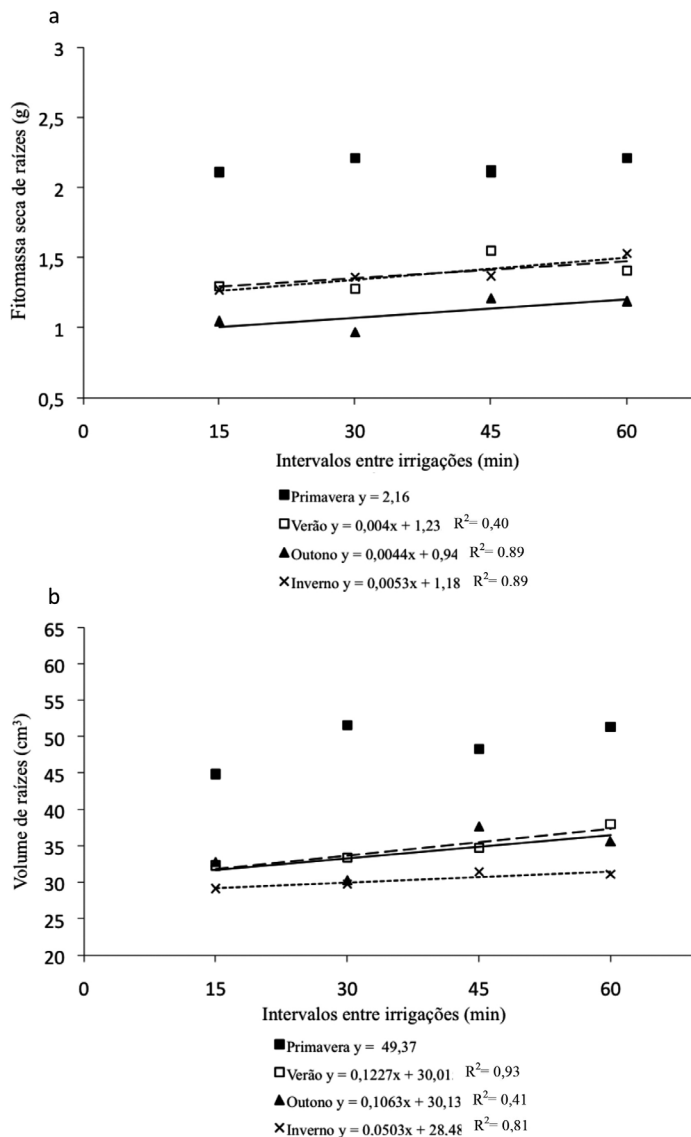 a
3
2,5
2
1,5
1
0,5
Fitomassa seca de raízes (g)
0 15 30 45 60
Intervalos entre irrigações (min)
Primavera y = 2,16
Verão y = 0,004x + 1,23 R²= 0,40
Outono y = 0,0044x + 0,94 R²= 0.89
Inverno y = 0,0053x + 1,18 R²= 0.89
b
65
60
55
50
45
40
35
30
25
20
Volume de raízes (cm³)
0 15 30 45 60
Intervalos entre irrigações (min)
Primavera y = 49,37
Verão y = 0,1227x + 30,01 R²= 0,93
Outono y = 0,1063x + 30,13 R²= 0,41
Inverno y = 0,0503x + 28,48 R²= 0,81